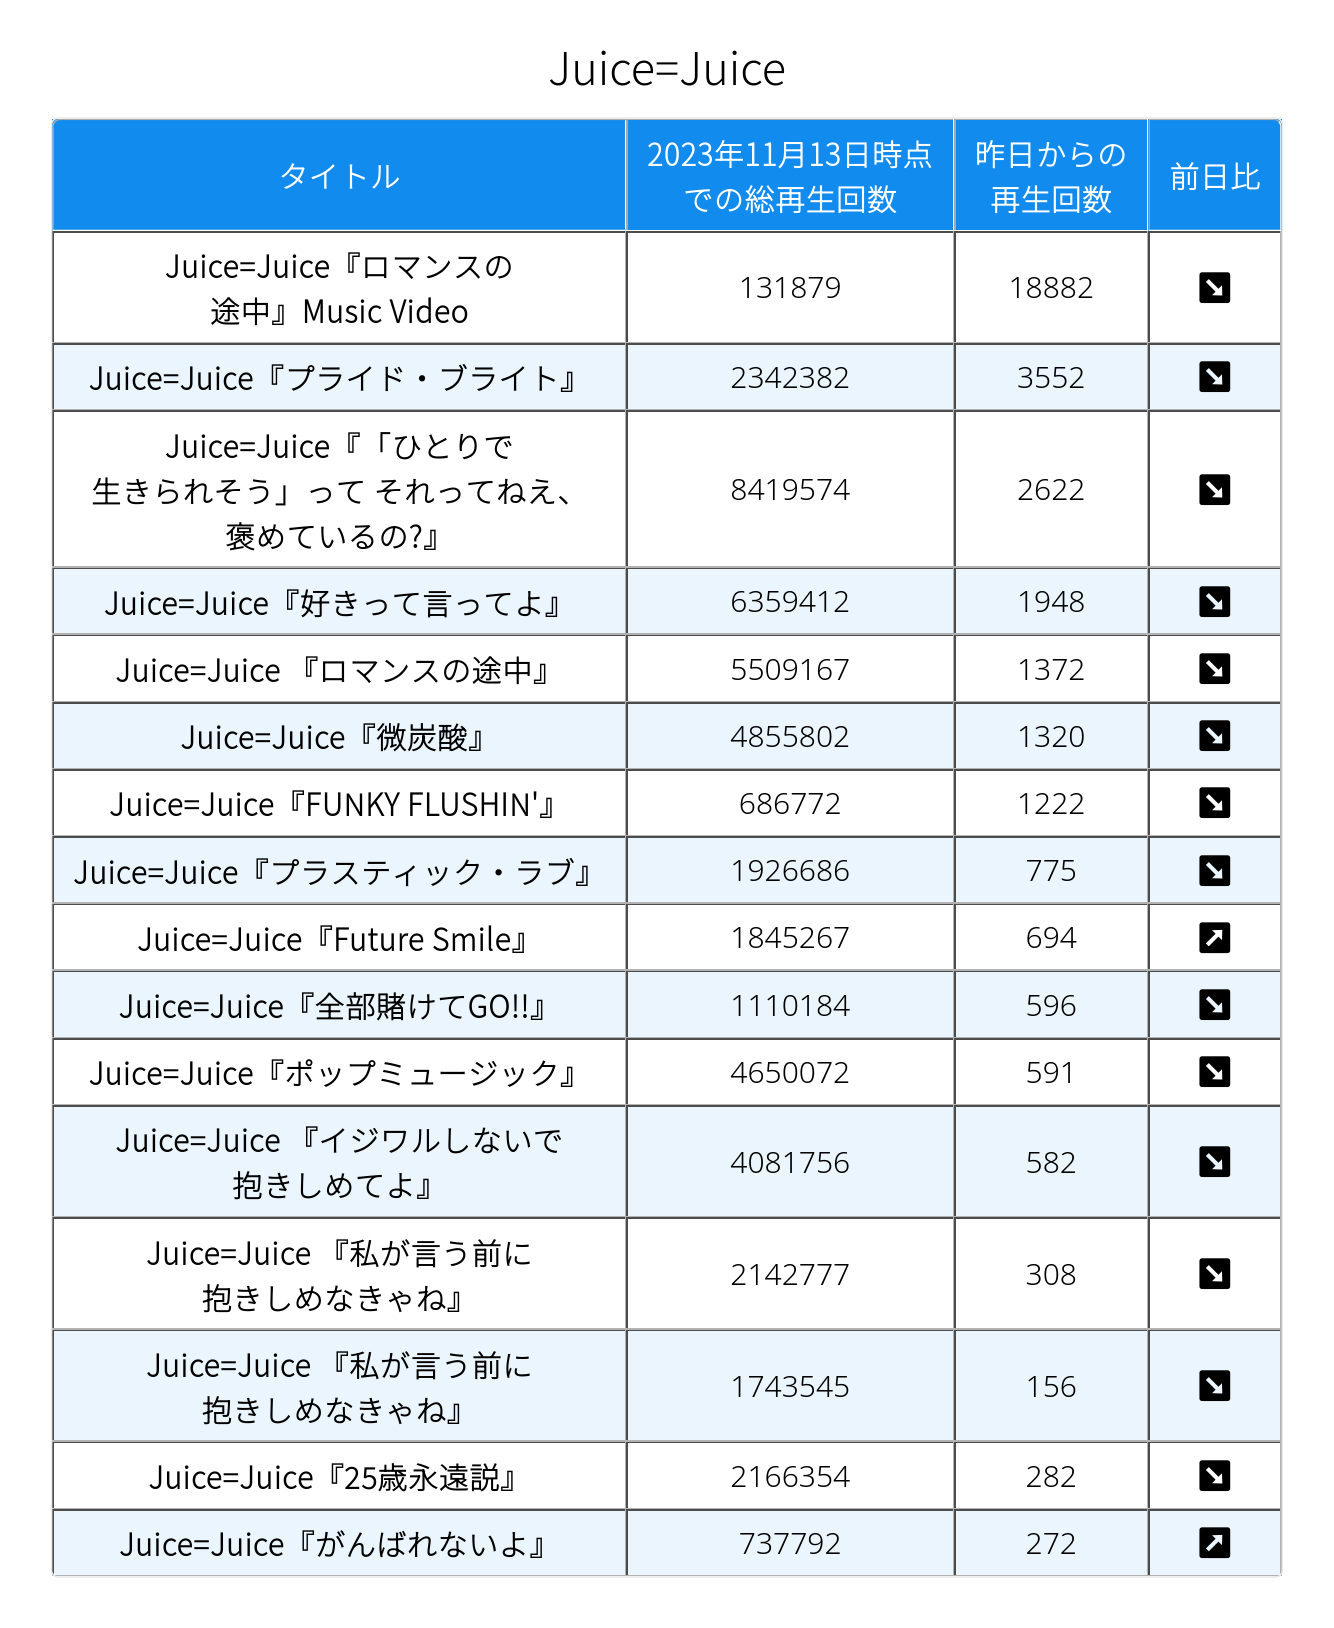 Juice=Juice
タイトル
2023年11月13日時点
での総再生回数
昨日からの
再生回数
前日比
Juice=Juice『ロマンスの
途中』Music Video
131879
18882
Juice=Juice『プライド・ブライト』
2342382
3552
Juice=Juice『「ひとりで
生きられそう」って それってねえ、
褒めているの?』
8419574
2622
Juice=Juice『好きって言ってよ』
6359412
1948
Juice=Juice 『ロマンスの途中』
5509167
1372
Juice=Juice『微炭酸』
4855802
1320
Juice=Juice『FUNKY FLUSHIN'』
686772
1222
Juice=Juice『プラスティック・ラブ』
1926686
775
Juice=Juice『Future Smile』
1845267
694
Juice=Juice『全部賭けてGO!!』
1110184
596
Juice=Juice『ポップミュージック』
4650072
591
Juice=Juice 『イジワルしないで
抱きしめてよ』
4081756
582
Juice=Juice 『私が言う前に
抱きしめなきゃね』
2142777
308
Juice=Juice 『私が言う前に
抱きしめなきゃね』
1743545
156
Juice=Juice『25歳永遠説』
2166354
282
Juice=Juice『がんばれないよ』
737792
272